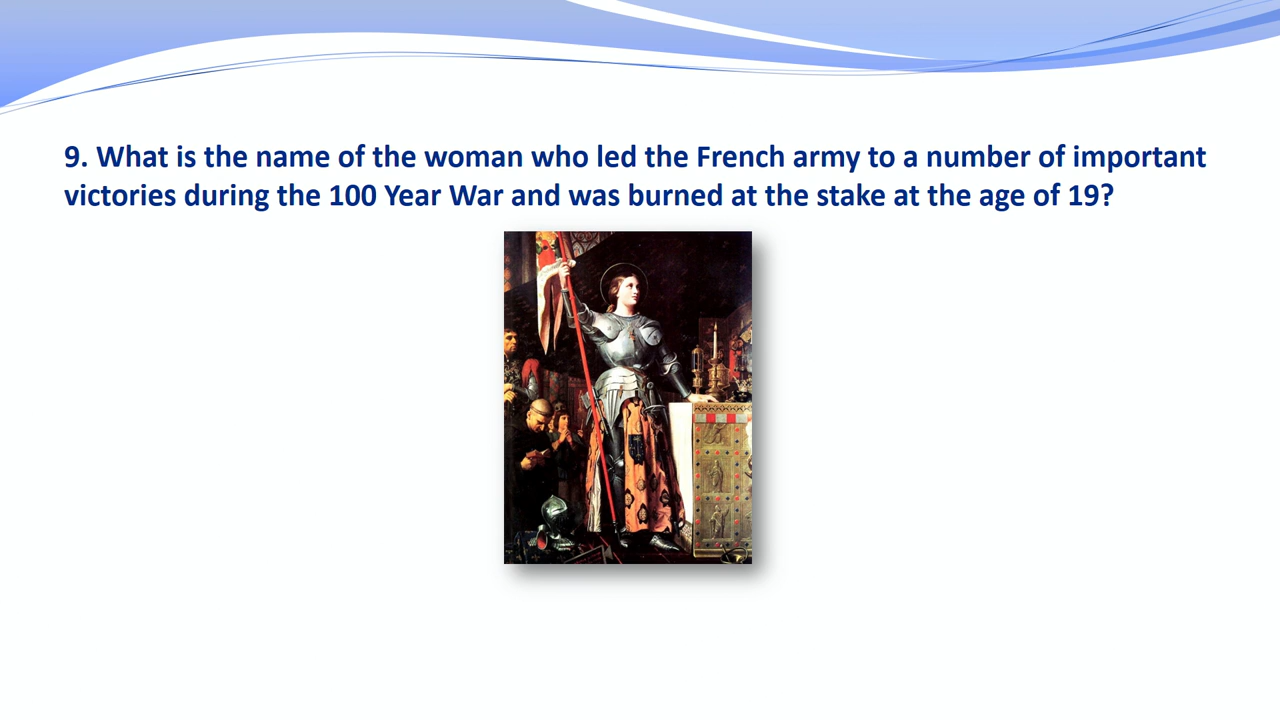 9. What is the name of the woman who led the French army to a number of important
victories during the 100 Year War and was burned at the stake at the age of 19?